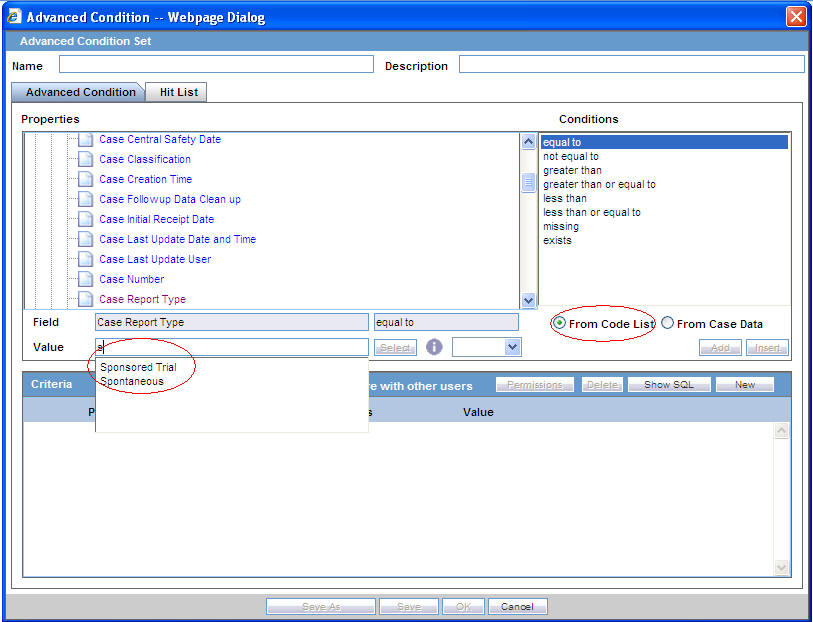 Advanced Condition -- Webpage Dialog
Advanced Condition Set
Name Description
Advanced Condition Hit List
Properties Conditions
Case Central Safety Date
Case Classification
Case Creation Time
Case Followup Data Clean up
Case Initial Receipt Date
Case Last Update Date and Time
Case Last Update User
Case Number
Case Report Type
equal to
not equal to
greater than
greater than or equal to
less than
less than or equal to
missing
exists
Field Case Report Type equal to From Code List From Case Data
Value s Select Add Insert
Sponsored Trial
Spontaneous
Criteria re with other users Permissions Delete Show SQL New
P s Value
Save As Save OK Cancel